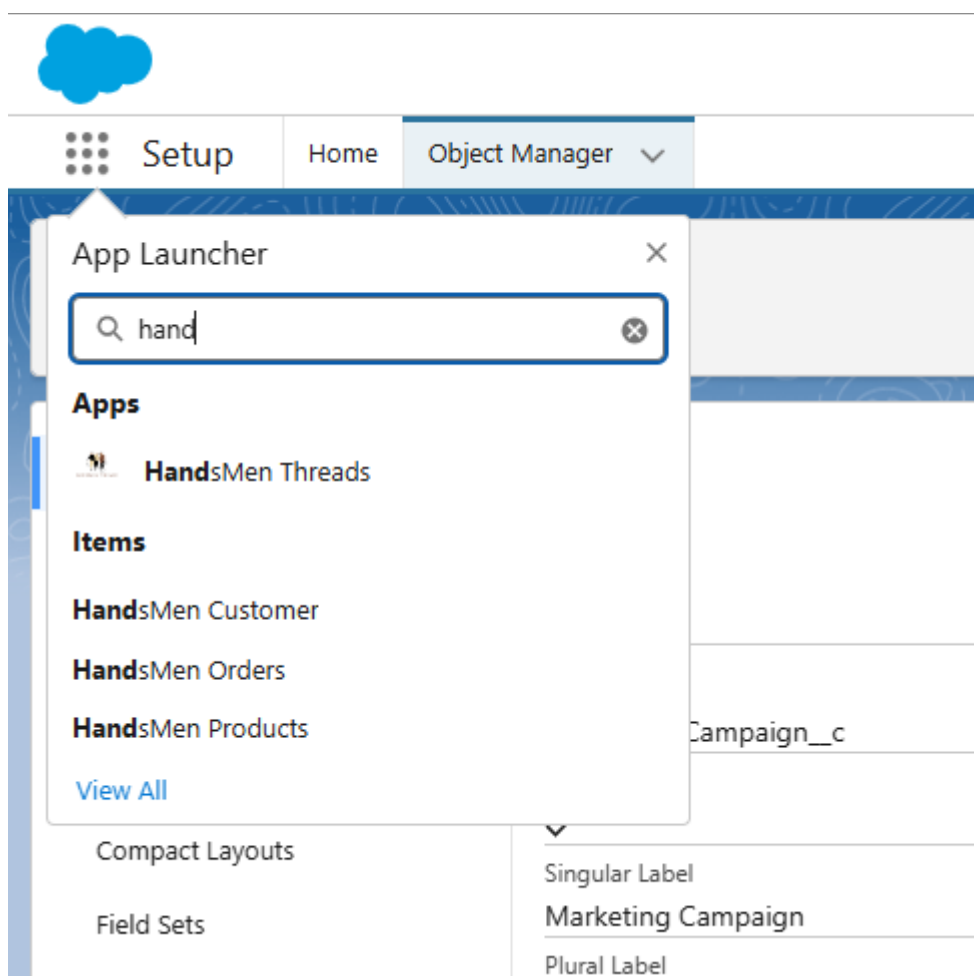 Setup
Home
Object Manager
App Launcher
hand
Apps
HandsMen Threads
Items
HandsMen Customer
HandsMen Orders
HandsMen Products
View All
Campaign__c
Compact Layouts
Singular Label
Marketing Campaign
Field Sets
Plural Label